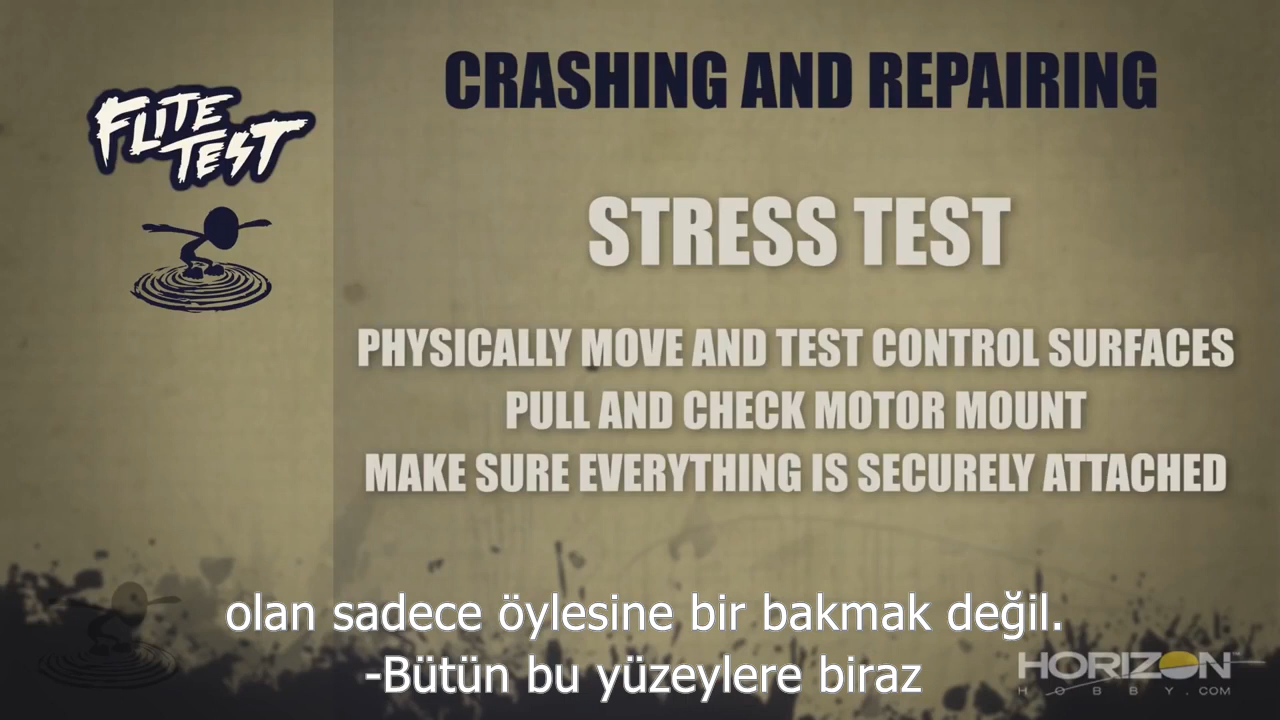 FLITE
TEST
CRASHING AND REPAIRING
STRESS TEST
PHYSICALLY MOVE AND TEST CONTROL SURFACES
PULL AND CHECK MOTOR MOUNT
MAKE SURE EVERYTHING IS SECURELY ATTACHED
olan sadece öylesine bir bakmak değil.
-Bütün bu yüzeylere biraz
HORIZON
HOBBY.COM